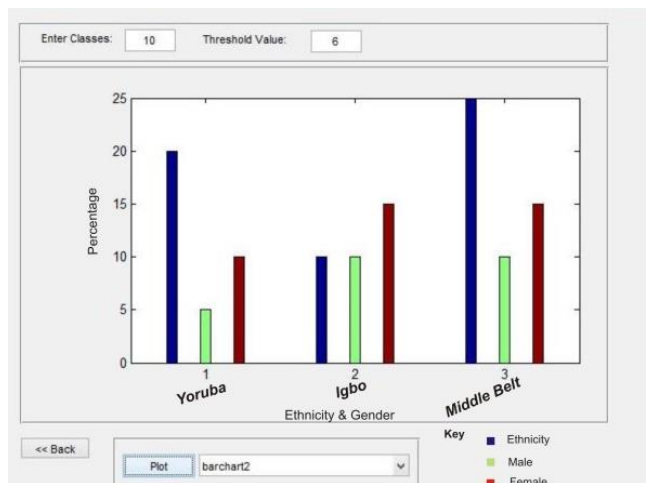 Enter Classes: 10 Threshold Value: 6
25
20
15
10
5
0
Percentage
1 2 3
Yoruba Igbo Middle Belt
Ethnicity & Gender
Key
Ethnicity
Male
Female
<< Back
Plot barchart2